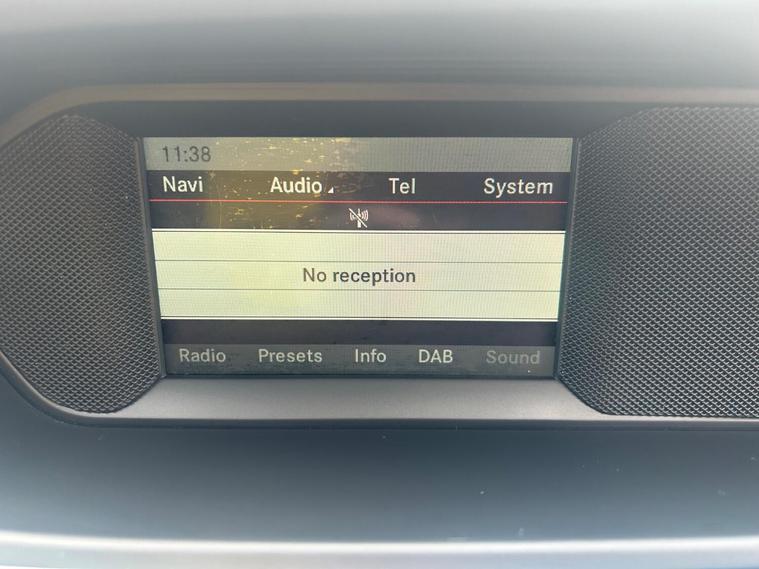 11:38
Navi Audio Tel System
No reception
Radio Presets Info DAB Sound